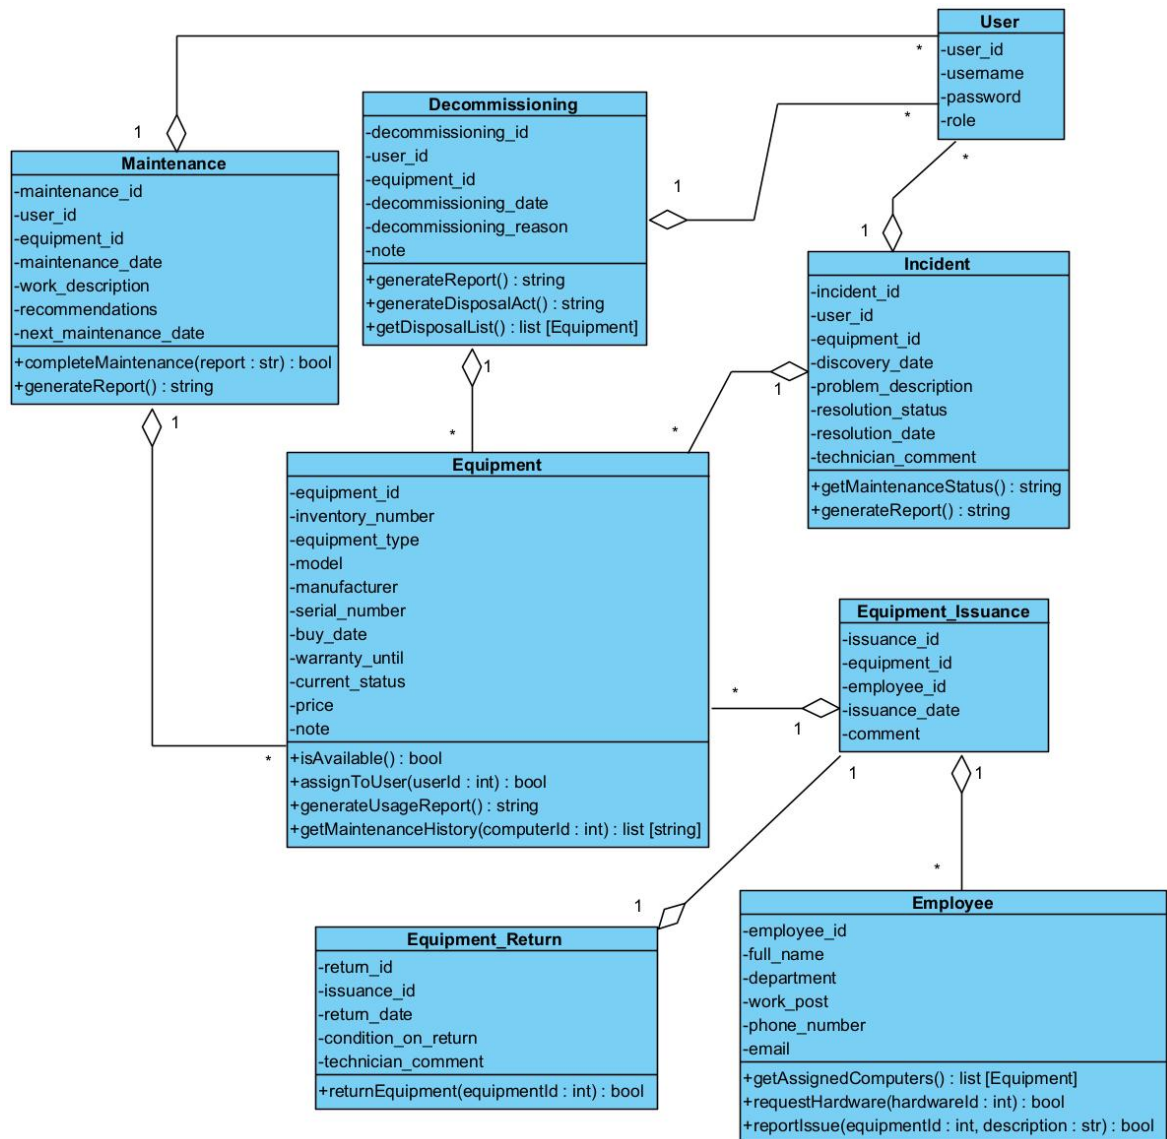 User
-user_id
-username
-password
-role
*
*
*
1
Maintenance
-maintenance_id
-user_id
-equipment_id
-maintenance_date
-work_description
-recommendations
-next_maintenance_date
+completeMaintenance(report : str) : bool
+generateReport() : string
1
Decommissioning
-decommissioning_id
-user_id
-equipment_id
-decommissioning_date
-decommissioning_reason
-note
+generateReport() : string
+generateDisposalAct() : string
+getDisposalList() : list [Equipment]
1
1
*
1
Incident
-incident_id
-user_id
-equipment_id
-discovery_date
-problem_description
-resolution_status
-resolution_date
-technician_comment
+getMaintenanceStatus() : string
+generateReport() : string
1
*
Equipment
-equipment_id
-inventory_number
-equipment_type
-model
-manufacturer
-serial_number
-buy_date
-warranty_until
-current_status
-price
-note
+isAvailable() : bool
+assignToUser(userId : int) : bool
+generateUsageReport() : string
+getMaintenanceHistory(computerId : int) : list [string]
*
*
1
Equipment_Issuance
-issuance_id
-equipment_id
-employee_id
-issuance_date
-comment
1
1
*
1
Equipment_Return
-return_id
-issuance_id
-return_date
-condition_on_return
-technician_comment
+returnEquipment(equipmentId : int) : bool
Employee
-employee_id
-full_name
-department
-work_post
-phone_number
-email
+getAssignedComputers() : list [Equipment]
+requestHardware(hardwareId : int) : bool
+reportIssue(equipmentId : int, description : str) : bool